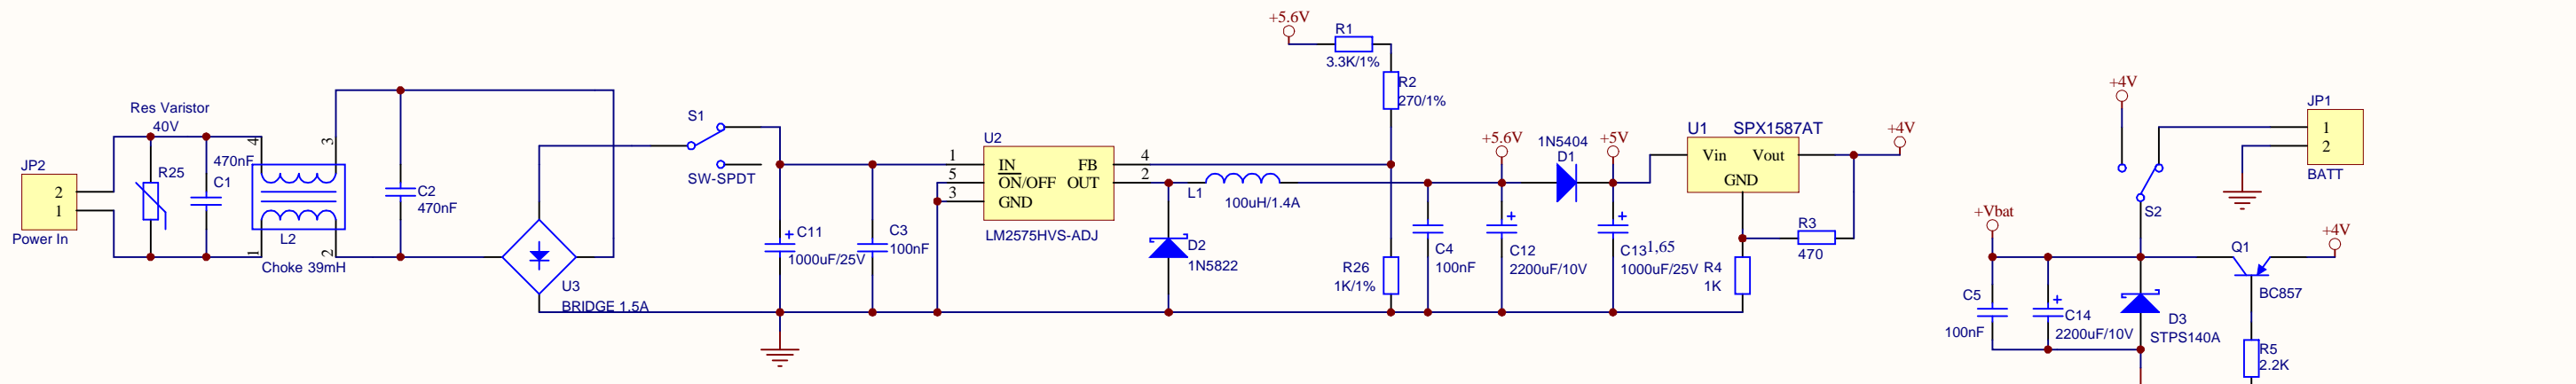 JP2
2
1
Power In
Res Varistor
40V
R25
470nF
C1
4
3
1
2
L2
Choke 39mH
C2
470nF
U3
BRIDGE 1.5A
S1
SW-SPDT
C11
1000uF/25V
C3
100nF
U2
1
5
3
IN
ON/OFF
GND
FB
OUT
4
2
LM2575HVS-ADJ
D2
1N5822
L1
100uH/1.4A
+5.6V
R1
3.3K/1%
R2
270/1%
R26
1K/1%
C4
100nF
+5.6V
C12
2200uF/10V
1N5404
D1
+5V
C13
1,65
1000uF/25V
U1
SPX1587AT
Vin
Vout
GND
R4
1K
R3
470
+4V
+4V
JP1
1
2
BATT
S2
+Vbat
C5
100nF
C14
2200uF/10V
D3
STPS140A
Q1
BC857
+4V
R5
2.2K